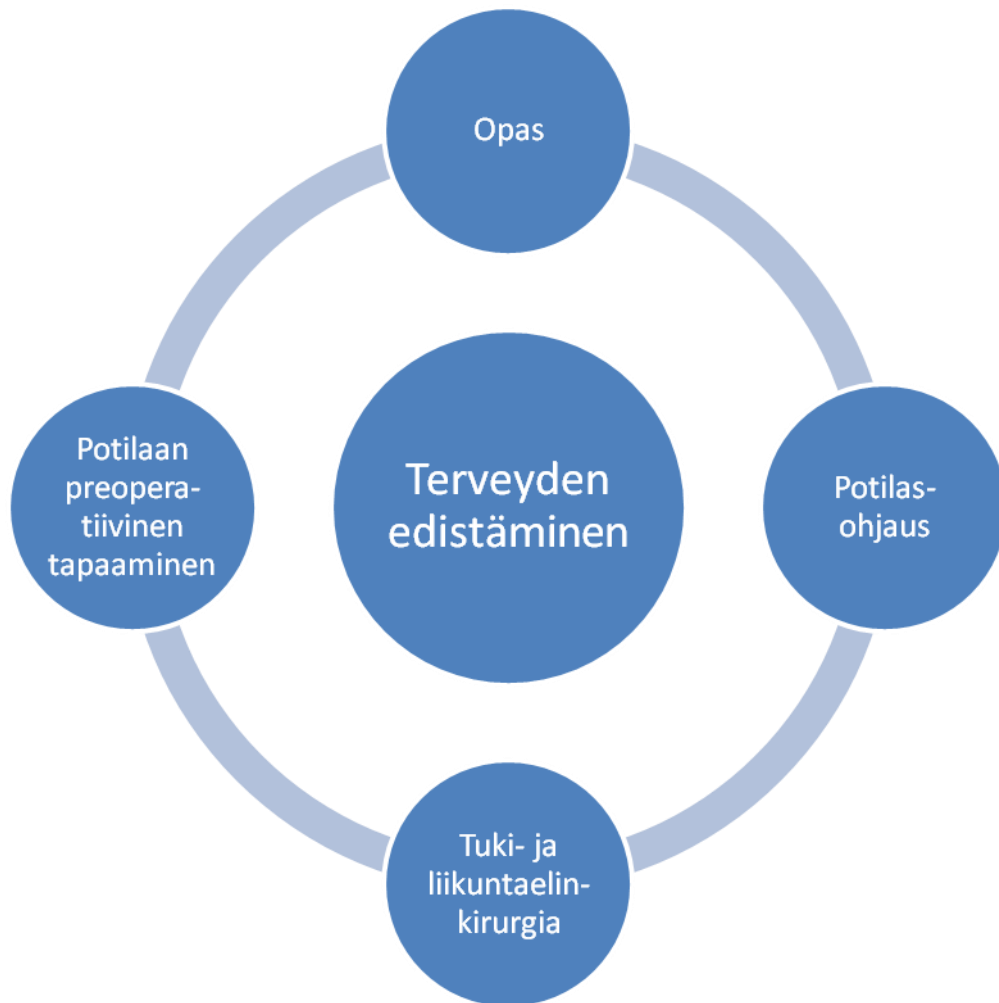 Opas
Potilaan
preopera-
tiivinen
tapaaminen
Terveyden
edistäminen
Potilas-
ohjaus
Tuki- ja
liikuntaelin-
kirurgia